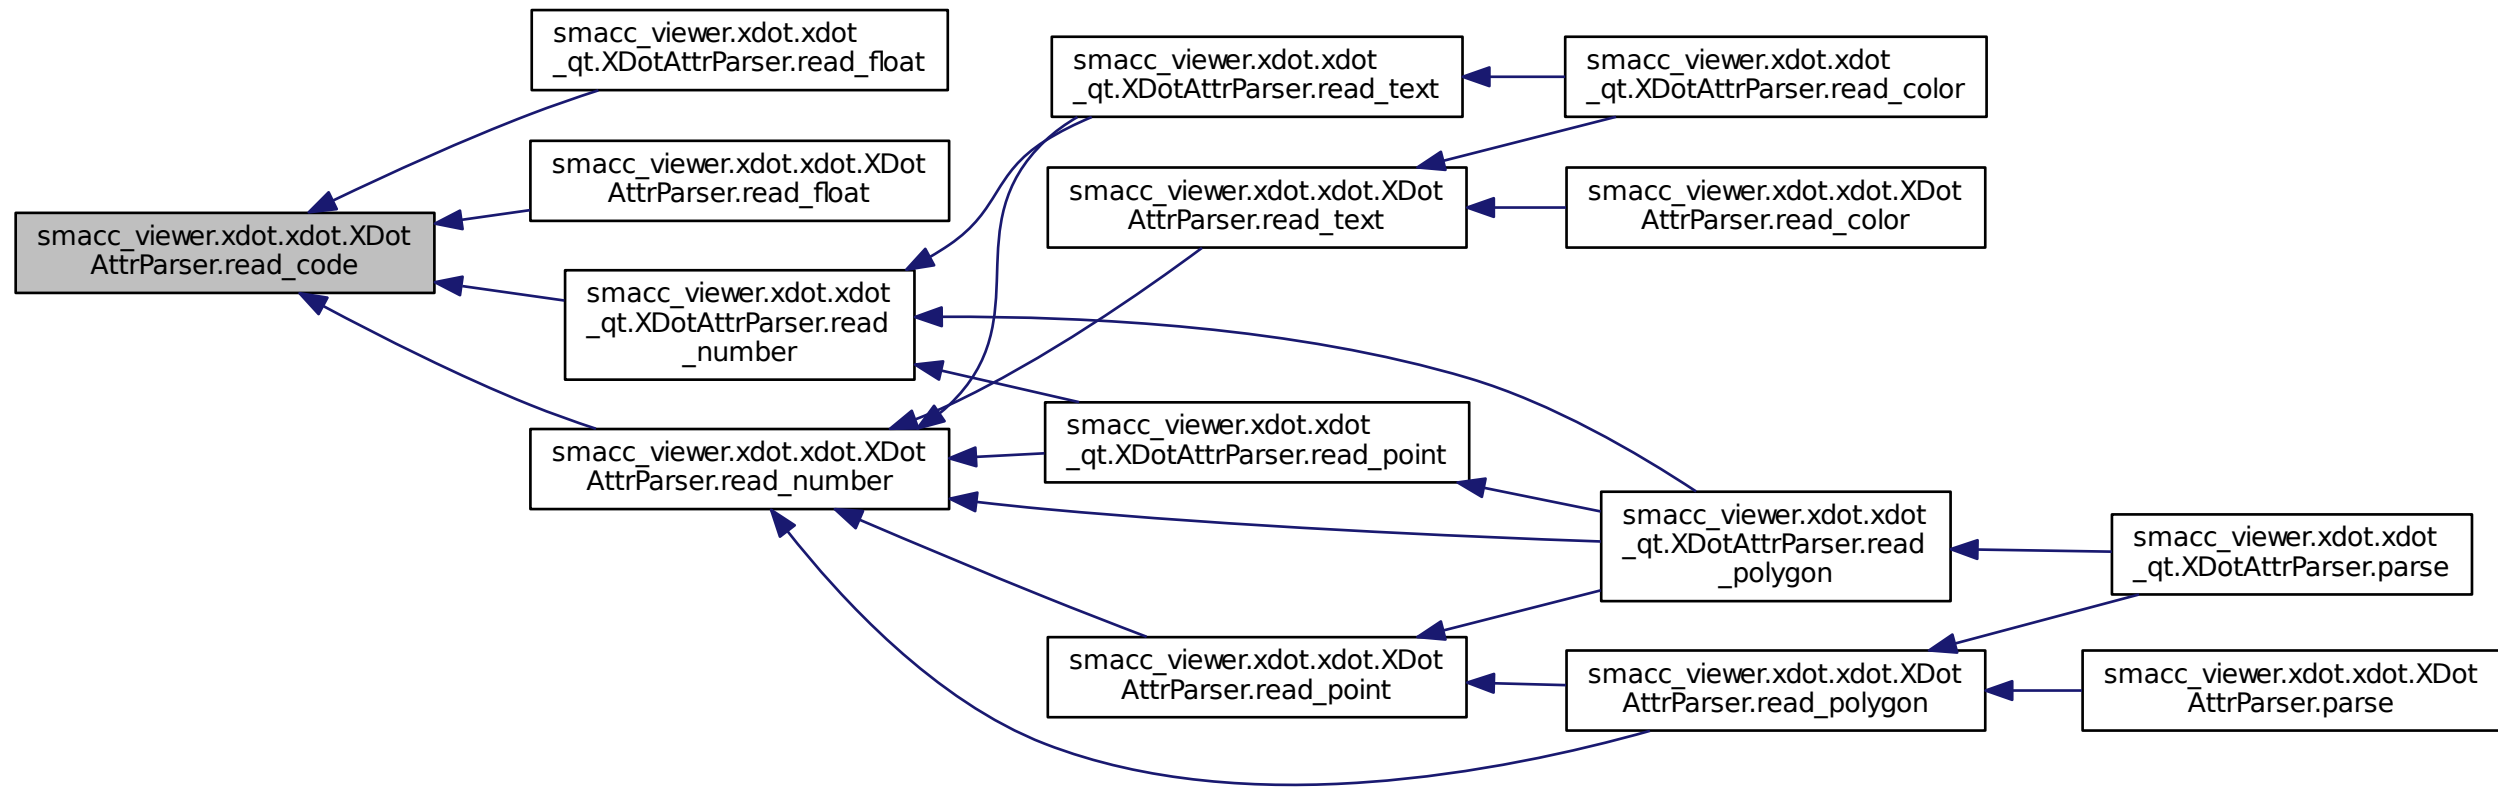 smacc_viewer.xdot.xdot
_qt.XDotAttrParser.read_float
smacc_viewer.xdot.xdot.XDot
AttrParser.read_float
smacc_viewer.xdot.xdot.XDot
AttrParser.read_code
smacc_viewer.xdot.xdot
_qt.XDotAttrParser.read
_number
smacc_viewer.xdot.xdot.XDot
AttrParser.read_number
smacc_viewer.xdot.xdot
_qt.XDotAttrParser.read_text
smacc_viewer.xdot.xdot.XDot
AttrParser.read_text
smacc_viewer.xdot.xdot
_qt.XDotAttrParser.read_point
smacc_viewer.xdot.xdot.XDot
AttrParser.read_point
smacc_viewer.xdot.xdot
_qt.XDotAttrParser.read_color
smacc_viewer.xdot.xdot.XDot
AttrParser.read_color
smacc_viewer.xdot.xdot
_qt.XDotAttrParser.read
_polygon
smacc_viewer.xdot.xdot.XDot
AttrParser.read_polygon
smacc_viewer.xdot.xdot
_qt.XDotAttrParser.parse
smacc_viewer.xdot.xdot.XDot
AttrParser.parse